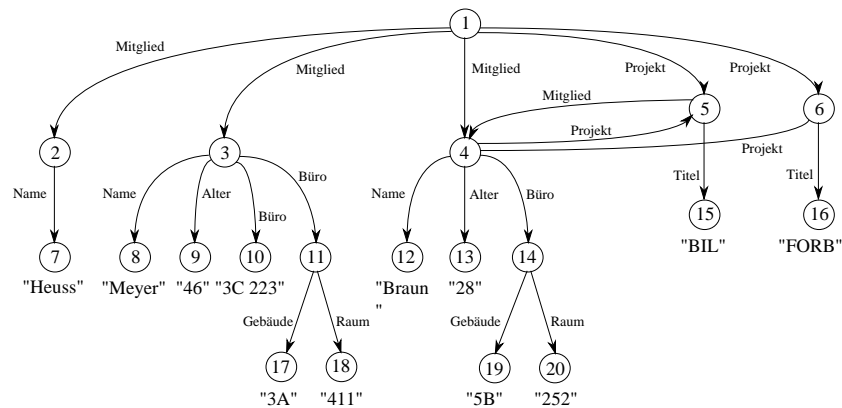 1
Mitglied
Mitglied
Mitglied
Projekt
Projekt
Mitglied
5
6
Projekt
Projekt
2
3
4
Name
Name
Alter
Büro
Büro
Name
Alter
Büro
Titel
Titel
15
16
"BIL"
"FORB"
7
8
9
10
11
12
13
14
"Heuss"
"Meyer"
"46"
"3C 223"
"Braun
"
"28"
Gebäude
Raum
Gebäude
Raum
17
18
19
20
"3A"
"411"
"5B"
"252"